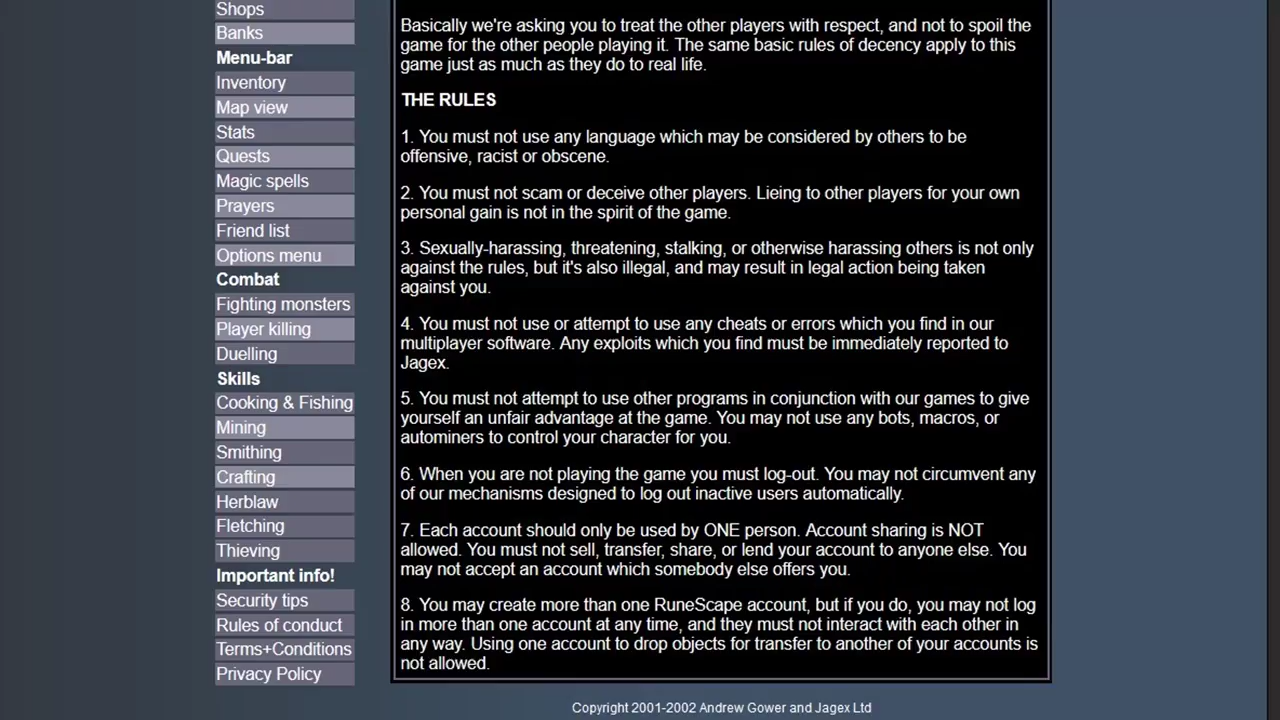 Shops
Banks
Menu-bar
Inventory
Map view
Stats
Quests
Magic spells
Prayers
Friend list
Options menu
Combat
Fighting monsters
Player killing
Duelling
Skills
Cooking & Fishing
Mining
Smithing
Crafting
Herblaw
Fletching
Thieving
Important info!
Security tips
Rules of conduct
Terms+Conditions
Privacy Policy
Basically we're asking you to treat the other players with respect, and not to spoil the
game for the other people playing it. The same basic rules of decency apply to this
game just as much as they do to real life.
THE RULES
1. You must not use any language which may be considered by others to be
offensive, racist or obscene.
2. You must not scam or deceive other players. Lieing to other players for your own
personal gain is not in the spirit of the game.
3. Sexually-harassing, threatening, stalking, or otherwise harassing others is not only
against the rules, but it's also illegal, and may result in legal action being taken
against you.
4. You must not use or attempt to use any cheats or errors which you find in our
multiplayer software. Any exploits which you find must be immediately reported to
Jagex.
5. You must not attempt to use other programs in conjunction with our games to give
yourself an unfair advantage at the game. You may not use any bots, macros, or
autominers to control your character for you.
6. When you are not playing the game you must log-out. You may not circumvent any
of our mechanisms designed to log out inactive users automatically.
7. Each account should only be used by ONE person. Account sharing is NOT
allowed. You must not sell, transfer, share, or lend your account to anyone else. You
may not accept an account which somebody else offers you.
8. You may create more than one RuneScape account, but if you do, you may not log
in more than one account at any time, and they must not interact with each other in
any way. Using one account to drop objects for transfer to another of your accounts is
not allowed.
Copyright 2001-2002 Andrew Gower and Jagex Ltd